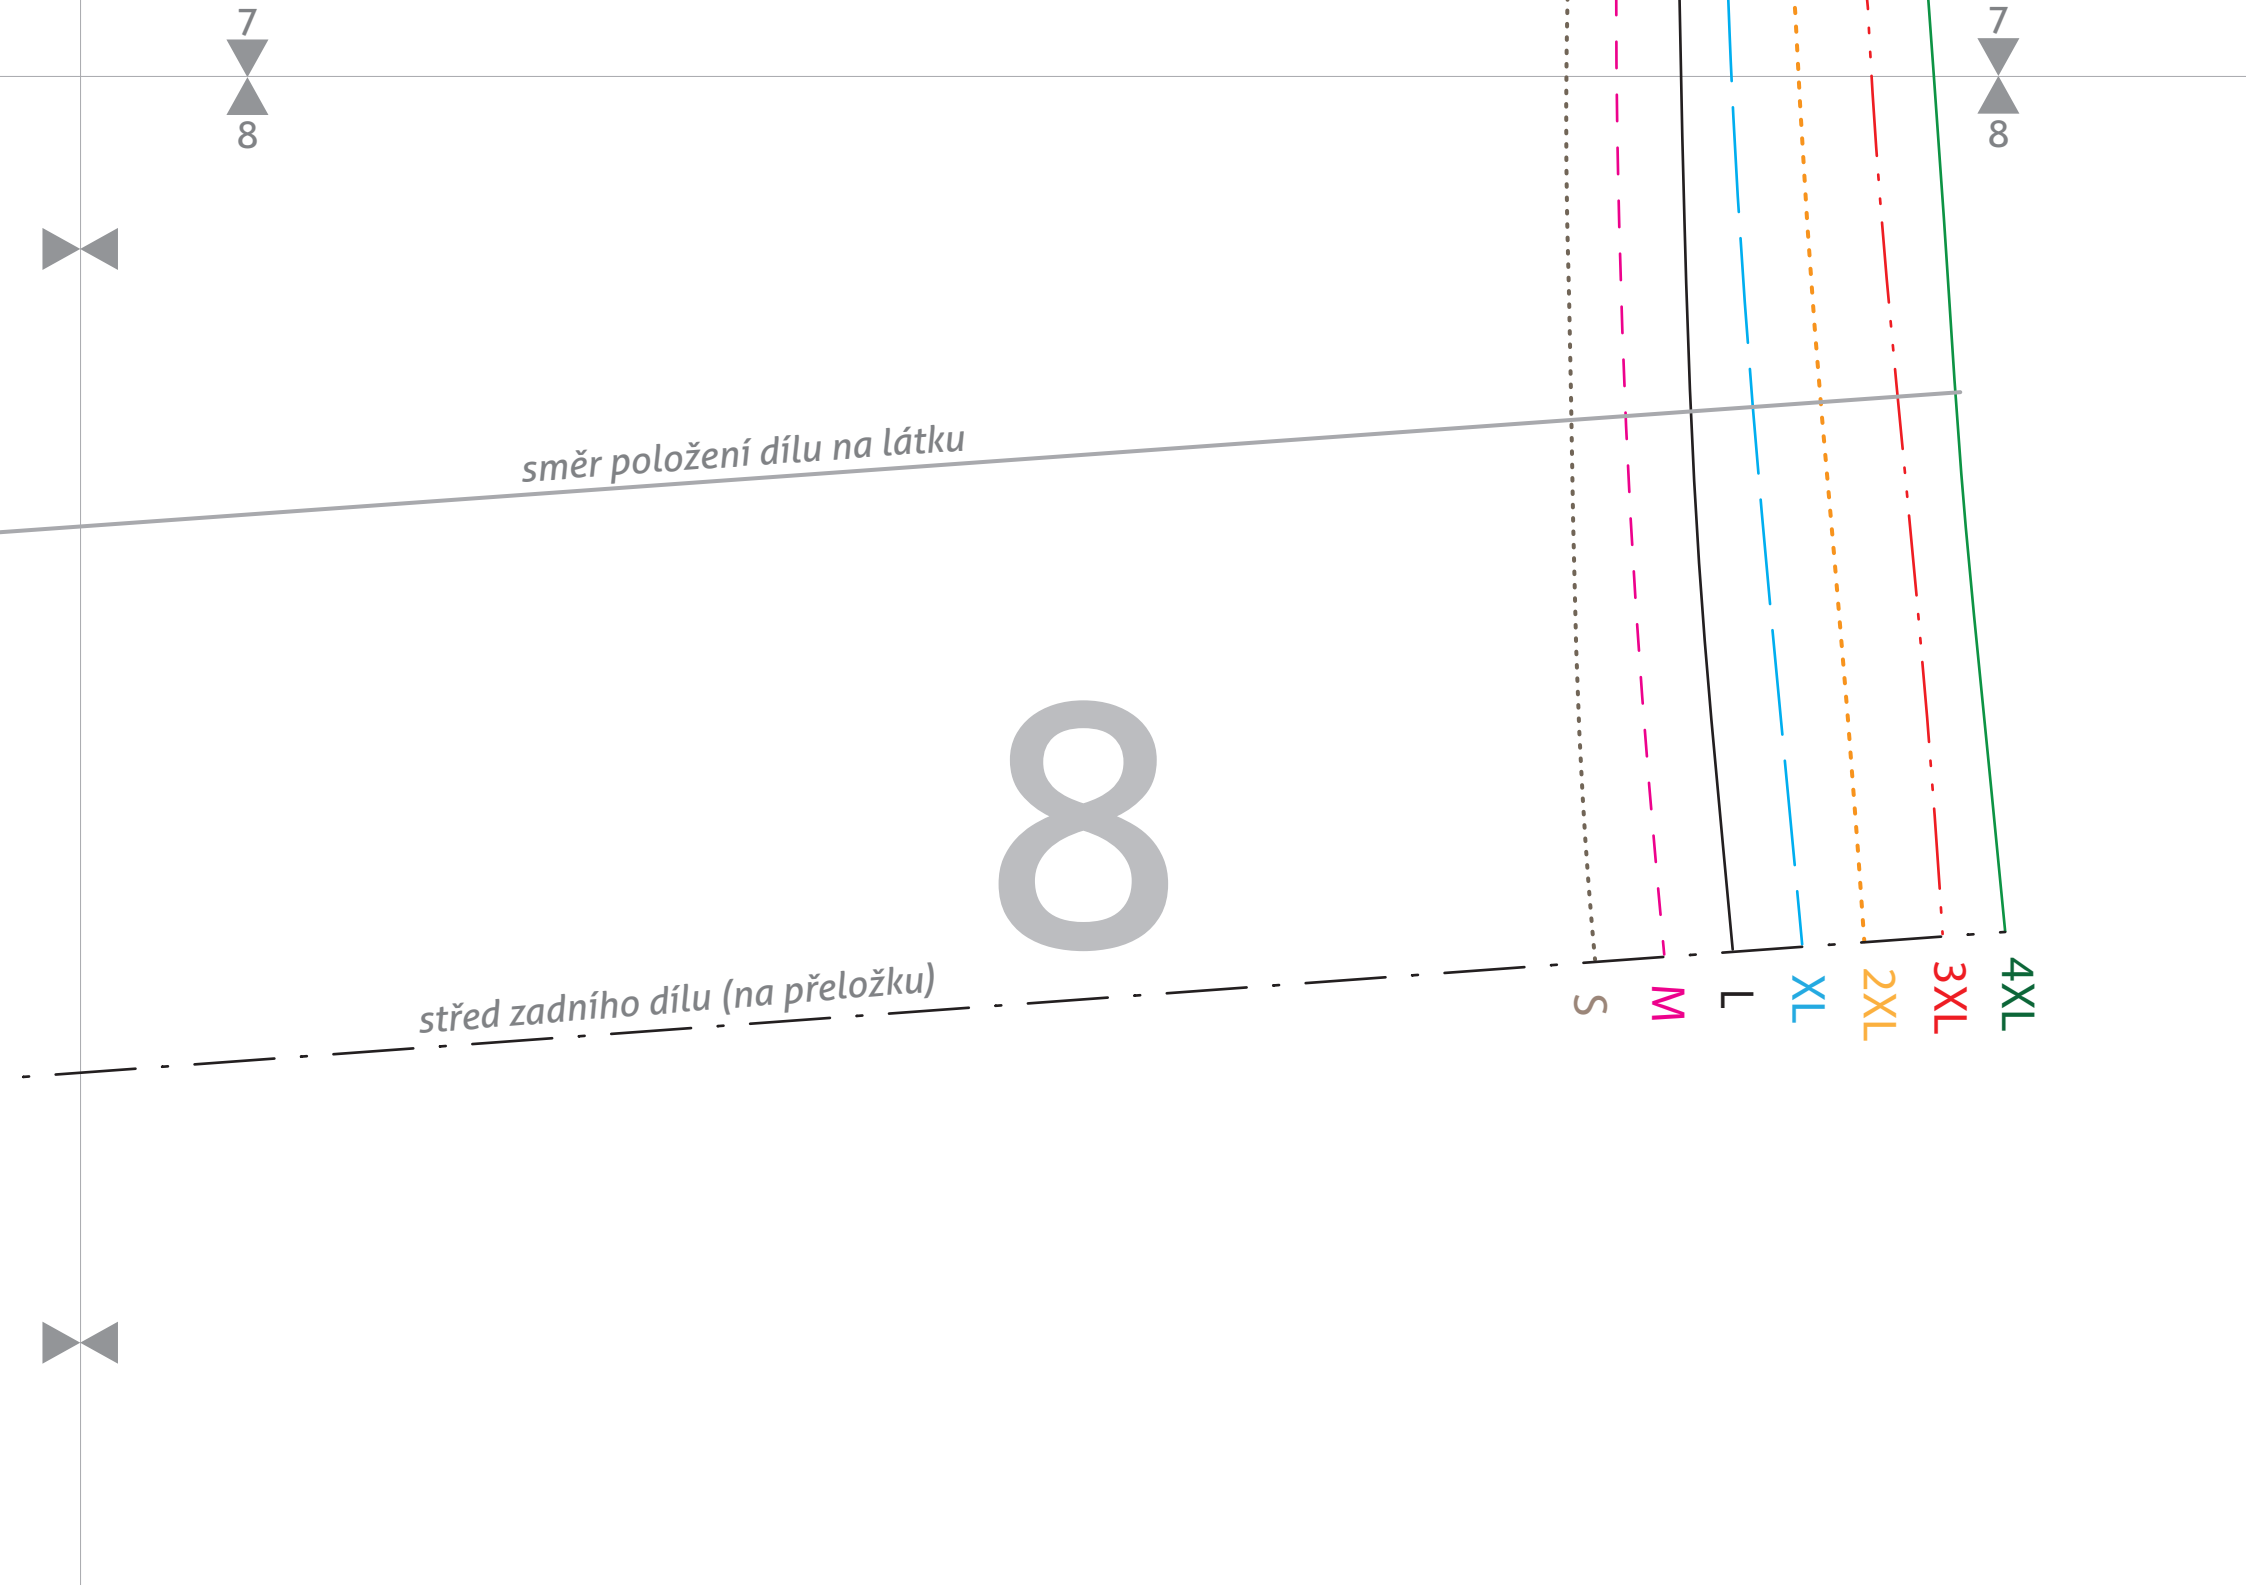 7
7
8
8
směr položení dílu na látku
8
střed zadního dílu (na přeložku)
S
M
L
XL
2XL
3XL
4XL